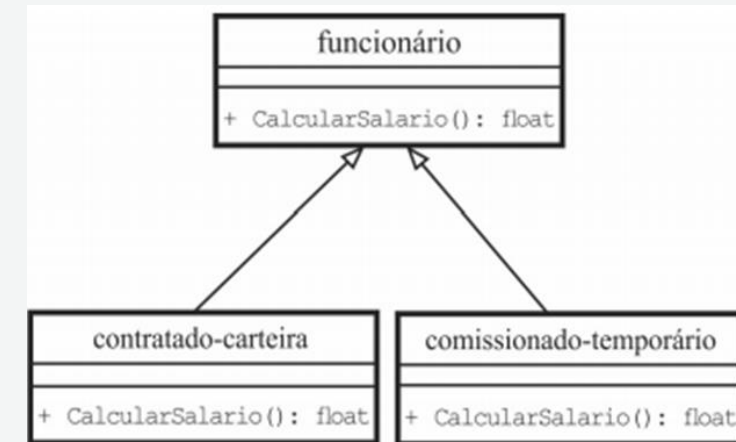 funcionário
+ CalcularSalario(): float
contratado-carteira
comissionado-temporário
+ CalcularSalario(): float
+ CalcularSalario(): float